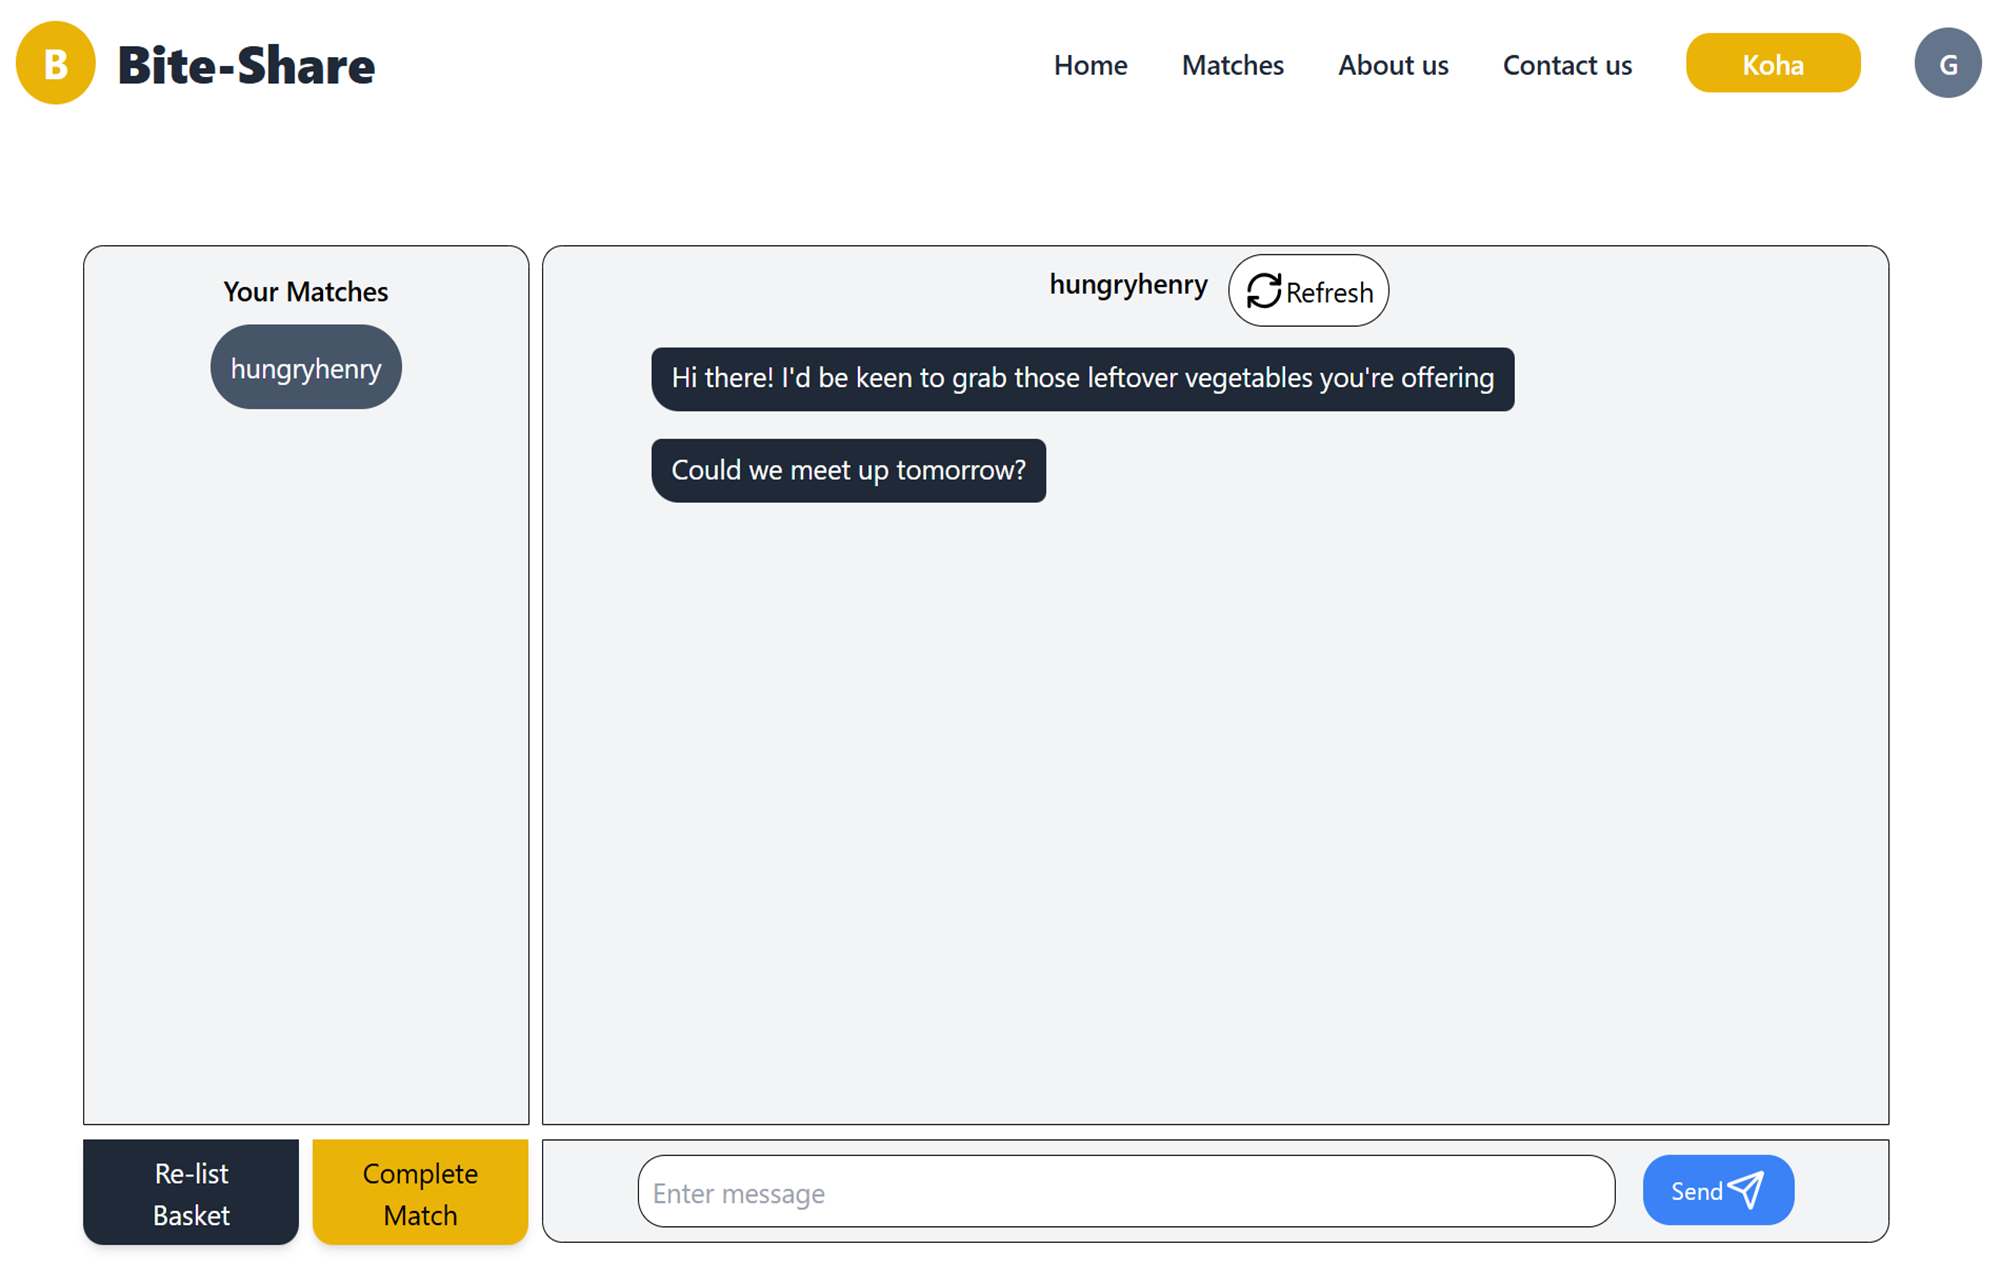 B Bite-Share
Home Matches About us Contact us Koha G
Your Matches
hungryhenry
hungryhenry Refresh
Hi there! I'd be keen to grab those leftover vegetables you're offering
Could we meet up tomorrow?
Re-list
Basket
Complete
Match
Enter message
Send